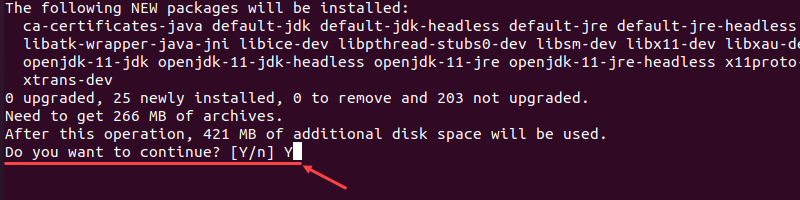 The following NEW packages will be installed:
ca-certificates-java default-jdk default-jdk-headless default-jre default-jre-headless
libatk-wrapper-java-jni libice-dev libpthread-stubs0-dev libsm-dev libx11-dev libxau-de
openjdk-11-jdk openjdk-11-jdk-headless openjdk-11-jre openjdk-11-jre-headless x11proto-
xtrans-dev
0 upgraded, 25 newly installed, 0 to remove and 203 not upgraded.
Need to get 266 MB of archives.
After this operation, 421 MB of additional disk space will be used.
Do you want to continue? [Y/n] Y